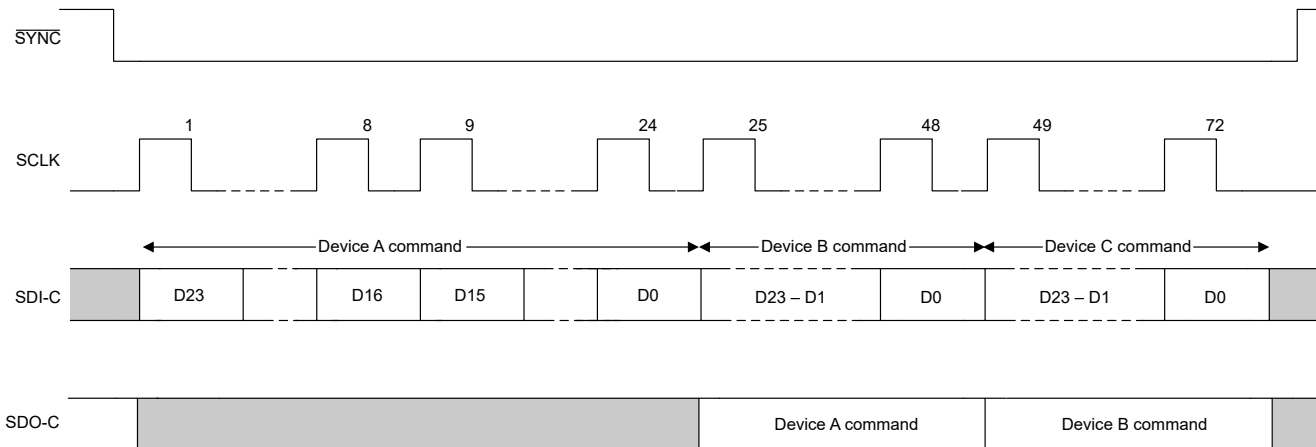 SYNC
1 8 9 24 25 48 49 72
SCLK
Device A command Device B command Device C command
SDI-C D23 D16 D15 D0 D23 – D1 D0 D23 – D1 D0
SDO-C Device A command Device B command